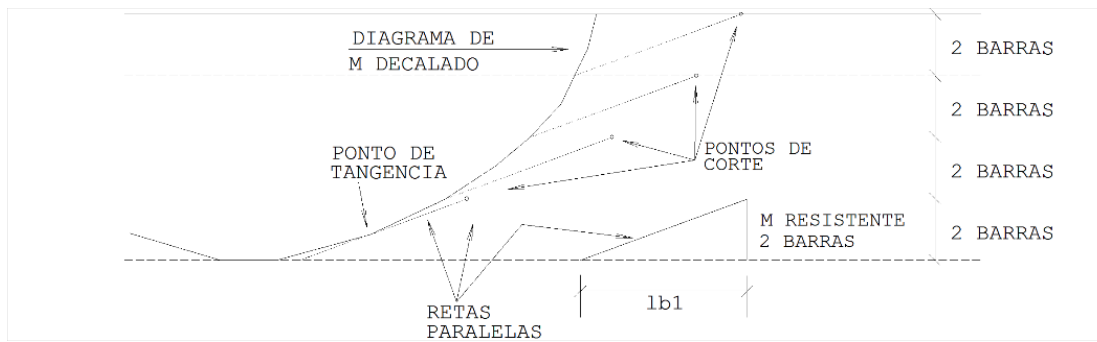 DIAGRAMA DE
M DECALADO
2 BARRAS
2 BARRAS
PONTO DE
TANGENCIA
PONTOS DE
CORTE
2 BARRAS
M RESISTENTE
2 BARRAS
2 BARRAS
lb1
RETAS
PARALELAS